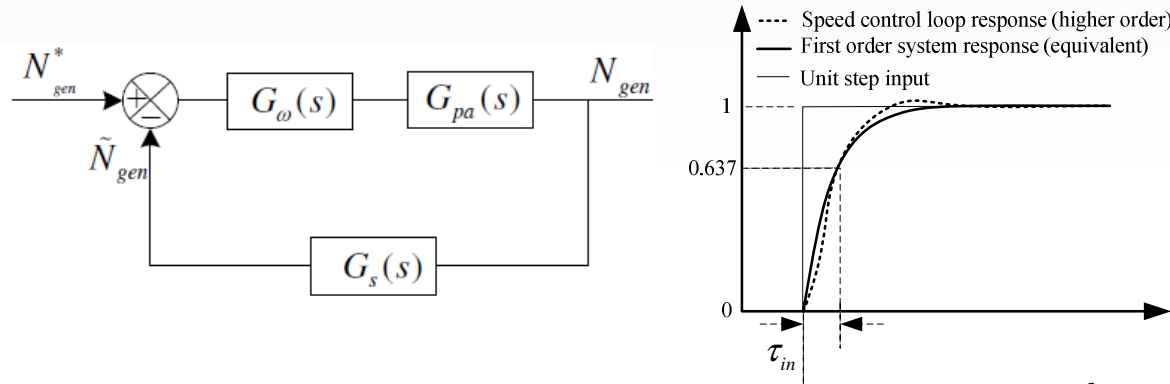 N*gen
+
−
Ñgen
Gω(s)
Gpa(s)
Ngen
Gs(s)
Speed control loop response (higher order)
First order system response (equivalent)
Unit step input
1
0.637
0
τin